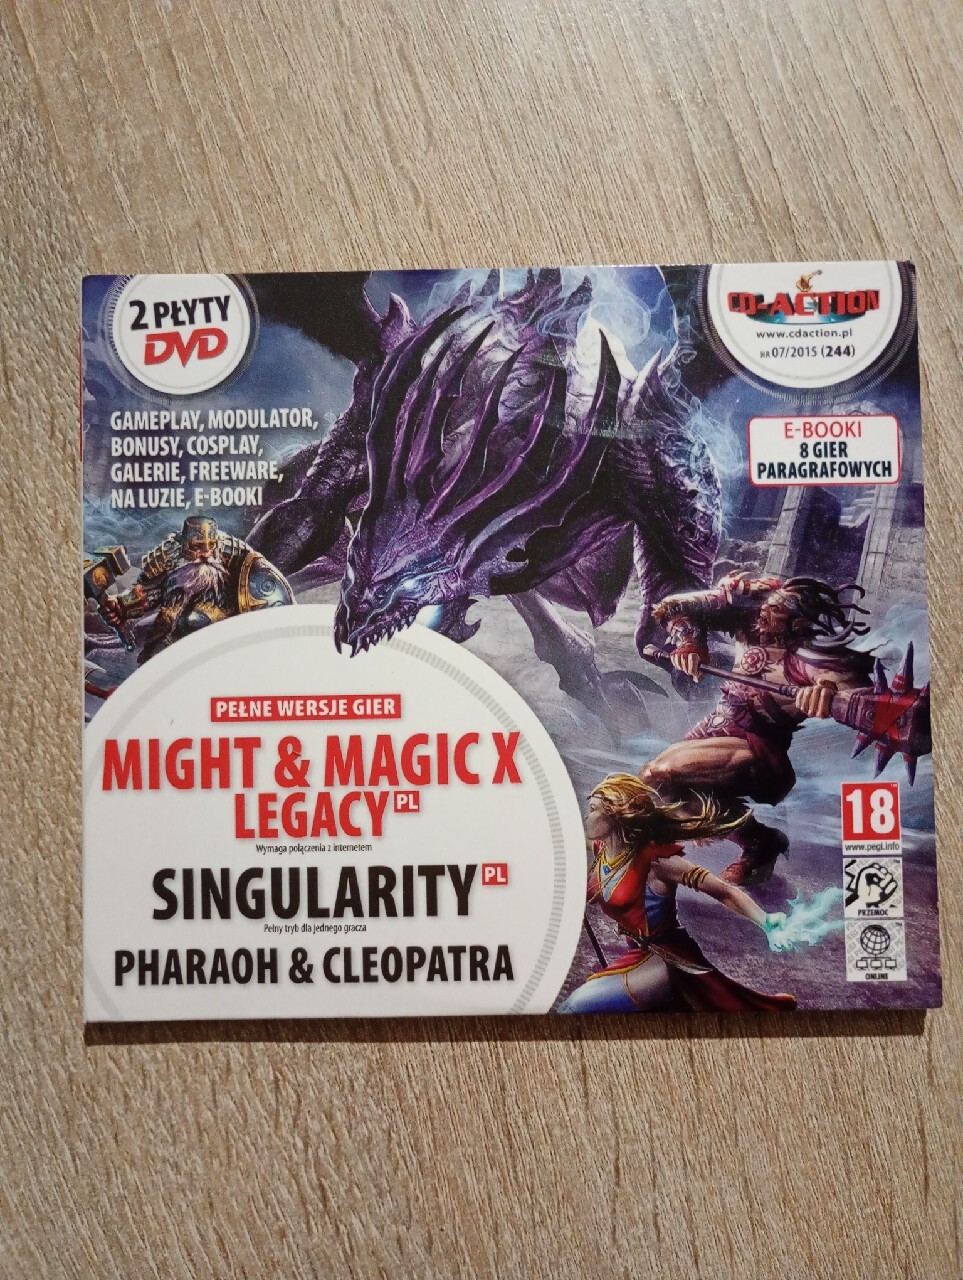 2 PŁYTY
DVD
CD-ACTION
www.cdaction.pl
NR 07/2015 (244)
GAMEPLAY, MODULATOR,
BONUSY, COSPLAY,
GALERIE, FREEWARE,
NA LUZIE, E-BOOKI
E-BOOKI
8 GIER
PARAGRAFOWYCH
PEŁNE WERSJE GIER
MIGHT & MAGIC X
LEGACY PL
Wymaga połączenia z internetem
SINGULARITY PL
Pełny tryb dla jednego gracza
PHARAOH & CLEOPATRA
18
www.pegi.info
PRZEMOC
ONLINE